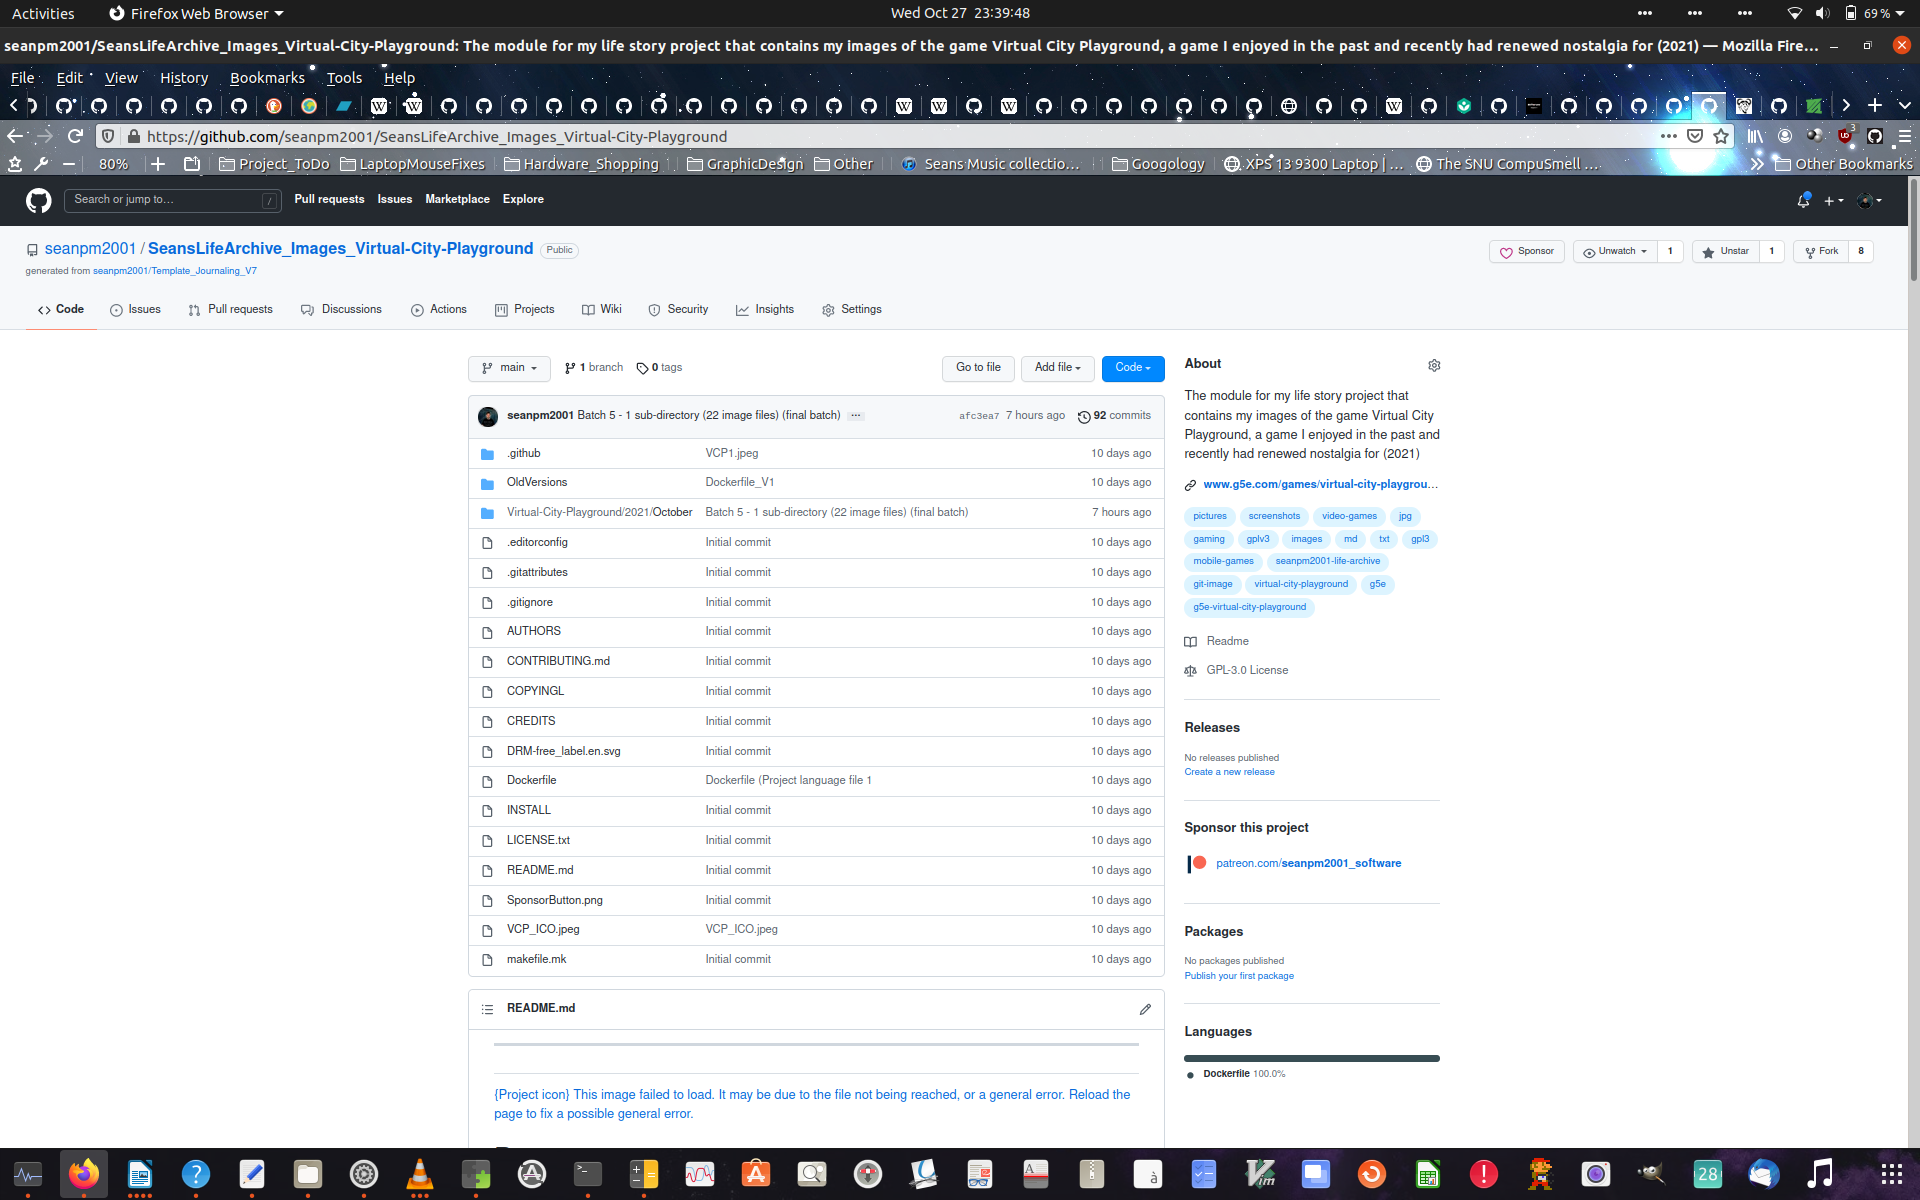 Activities
Firefox Web Browser
Wed Oct 27 23:39:48
69 %
seanpm2001/SeansLifeArchive_Images_Virtual-City-Playground: The module for my life story project that contains my images of the game Virtual City Playground, a game I enjoyed in the past and recently had renewed nostalgia for (2021) — Mozilla Fire…
File Edit View History Bookmarks Tools Help
https://github.com/seanpm2001/SeansLifeArchive_Images_Virtual-City-Playground
3
80%
Project_ToDo
LaptopMouseFixes
Hardware_Shopping
GraphicDesign
Other
Seans Music collectio…
Googology
XPS 13 9300 Laptop | …
The SNU CompuSmell …
Other Bookmarks
Search or jump to…
/
Pull requests Issues Marketplace Explore
seanpm2001 / SeansLifeArchive_Images_Virtual-City-Playground
Public
generated from seanpm2001/Template_Journaling_V7
Sponsor
Unwatch 1
Unstar 1
Fork 8
Code Issues Pull requests Discussions Actions Projects Wiki Security Insights Settings
main
1 branch
0 tags
Go to file
Add file
Code
seanpm2001 Batch 5 - 1 sub-directory (22 image files) (final batch) ...
afc3ea7 7 hours ago
92 commits
.github VCP1.jpeg 10 days ago
OldVersions Dockerfile_V1 10 days ago
Virtual-City-Playground/2021/October Batch 5 - 1 sub-directory (22 image files) (final batch) 7 hours ago
.editorconfig Initial commit 10 days ago
.gitattributes Initial commit 10 days ago
.gitignore Initial commit 10 days ago
AUTHORS Initial commit 10 days ago
CONTRIBUTING.md Initial commit 10 days ago
COPYINGL Initial commit 10 days ago
CREDITS Initial commit 10 days ago
DRM-free_label.en.svg Initial commit 10 days ago
Dockerfile Dockerfile (Project language file 1 10 days ago
INSTALL Initial commit 10 days ago
LICENSE.txt Initial commit 10 days ago
README.md Initial commit 10 days ago
SponsorButton.png Initial commit 10 days ago
VCP_ICO.jpeg VCP_ICO.jpeg 10 days ago
makefile.mk Initial commit 10 days ago
README.md
{Project icon} This image failed to load. It may be due to the file not being reached, or a general error. Reload the
page to fix a possible general error.
About
The module for my life story project that
contains my images of the game Virtual City
Playground, a game I enjoyed in the past and
recently had renewed nostalgia for (2021)
www.g5e.com/games/virtual-city-playgrou…
pictures screenshots video-games jpg
gaming gplv3 images md txt gpl3
mobile-games seanpm2001-life-archive
git-image virtual-city-playground g5e
g5e-virtual-city-playground
Readme
GPL-3.0 License
Releases
No releases published
Create a new release
Sponsor this project
patreon.com/seanpm2001_software
Packages
No packages published
Publish your first package
Languages
Dockerfile 100.0%
28